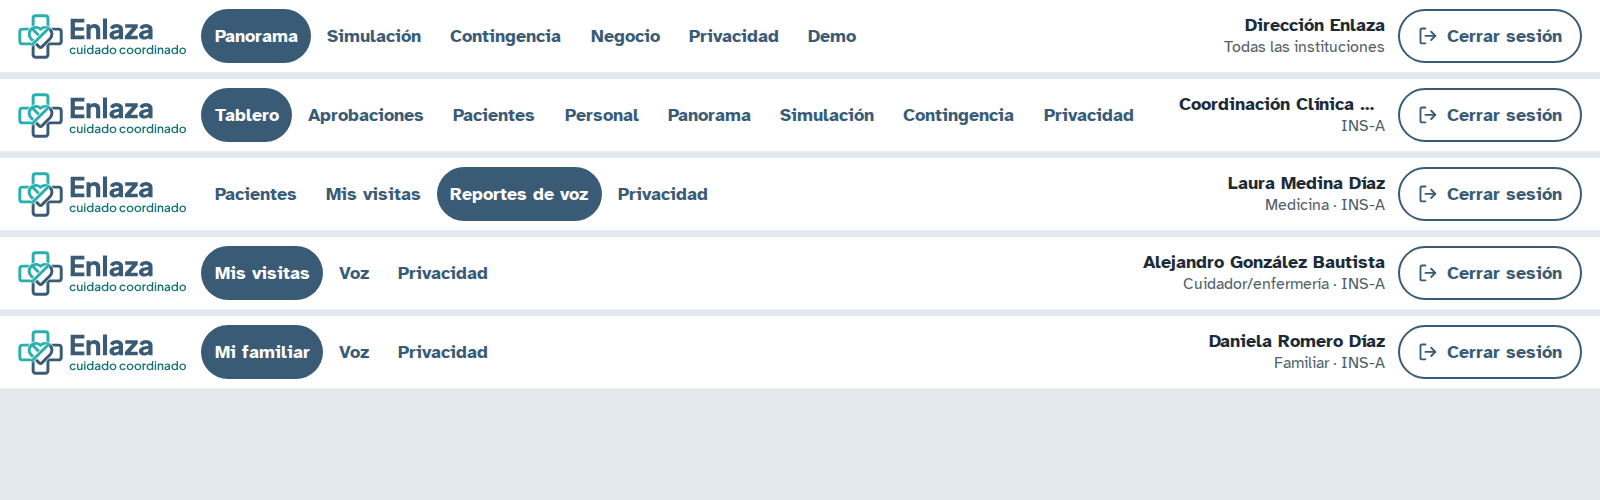 Enlaza
cuidado coordinado
Panorama Simulación Contingencia Negocio Privacidad Demo
Dirección Enlaza
Todas las instituciones
Cerrar sesión
Enlaza
cuidado coordinado
Tablero Aprobaciones Pacientes Personal Panorama Simulación Contingencia Privacidad
Coordinación Clínica ...
INS-A
Cerrar sesión
Enlaza
cuidado coordinado
Pacientes Mis visitas Reportes de voz Privacidad
Laura Medina Díaz
Medicina · INS-A
Cerrar sesión
Enlaza
cuidado coordinado
Mis visitas Voz Privacidad
Alejandro González Bautista
Cuidador/enfermería · INS-A
Cerrar sesión
Enlaza
cuidado coordinado
Mi familiar Voz Privacidad
Daniela Romero Díaz
Familiar · INS-A
Cerrar sesión